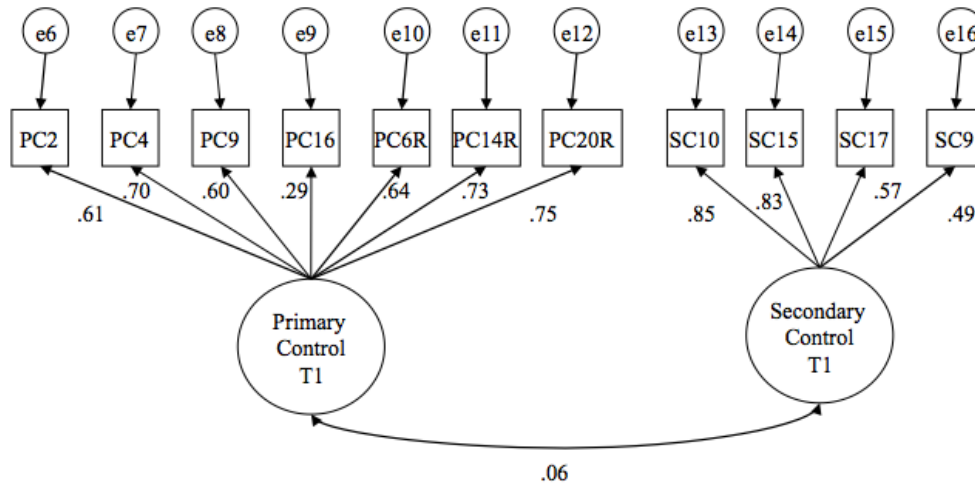 e6 e7 e8 e9 e10 e11 e12 e13 e14 e15 e16
PC2 PC4 PC9 PC16 PC6R PC14R PC20R SC10 SC15 SC17 SC9
.61 .70 .60 .29 .64 .73 .75 .85 .83 .57 .49
Primary
Control
T1
Secondary
Control
T1
.06